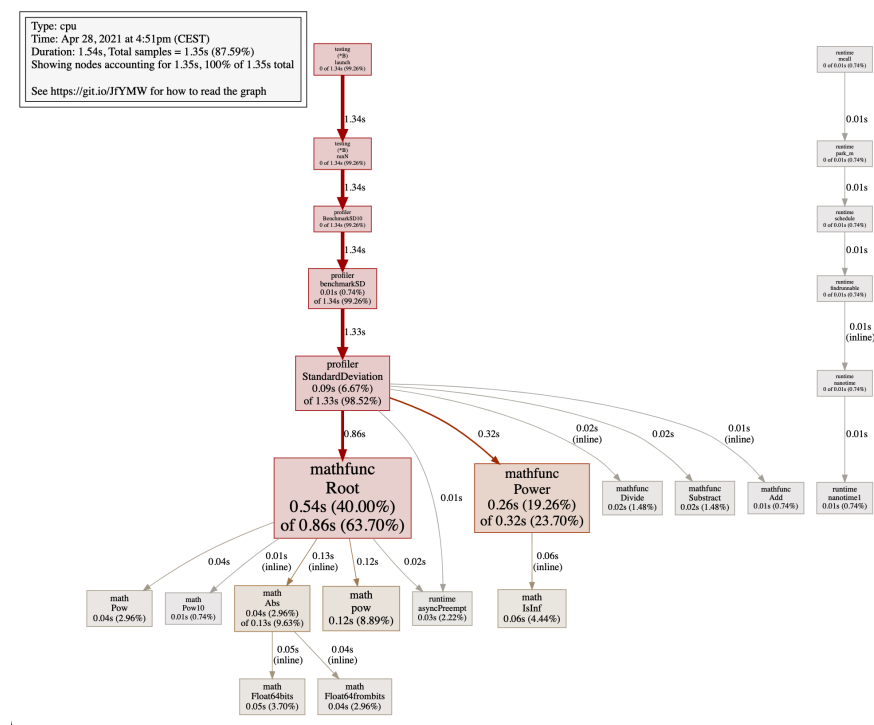 Type: cpu
Time: Apr 28, 2021 at 4:51pm (CEST)
Duration: 1.54s, Total samples = 1.35s (87.59%)
Showing nodes accounting for 1.35s, 100% of 1.35s total
See https://git.io/JfYMW for how to read the graph
testing
(*B)
launch
0 of 1.34s (99.26%)
runtime
mcall
0 of 0.01s (0.74%)
1.34s
0.01s
testing
(*B)
runN
0 of 1.34s (99.26%)
runtime
park_m
0 of 0.01s (0.74%)
1.34s
0.01s
profiler
BenchmarkSD10
0 of 1.34s (99.26%)
runtime
schedule
0 of 0.01s (0.74%)
1.34s
0.01s
profiler
benchmarkSD
0.01s (0.74%)
of 1.34s (99.26%)
runtime
findrunnable
0 of 0.01s (0.74%)
1.33s
0.01s
(inline)
profiler
StandardDeviation
0.09s (6.67%)
of 1.33s (98.52%)
runtime
nanotime
0 of 0.01s (0.74%)
0.86s
0.32s
0.02s
(inline)
0.02s
0.01s
(inline)
0.01s
mathfunc
Root
0.54s (40.00%)
of 0.86s (63.70%)
0.01s
mathfunc
Power
0.26s (19.26%)
of 0.32s (23.70%)
mathfunc
Divide
0.02s (1.48%)
mathfunc
Substract
0.02s (1.48%)
mathfunc
Add
0.01s (0.74%)
runtime
nanotime1
0.01s (0.74%)
0.04s
0.01s
(inline)
0.13s
(inline)
0.12s
0.02s
0.06s
(inline)
math
Pow
0.04s (2.96%)
math
Pow10
0.01s (0.74%)
math
Abs
0.04s (2.96%)
of 0.13s (9.63%)
math
pow
0.12s (8.89%)
runtime
asyncPreempt
0.03s (2.22%)
math
IsInf
0.06s (4.44%)
0.05s
(inline)
0.04s
(inline)
math
Float64bits
0.05s (3.70%)
math
Float64frombits
0.04s (2.96%)